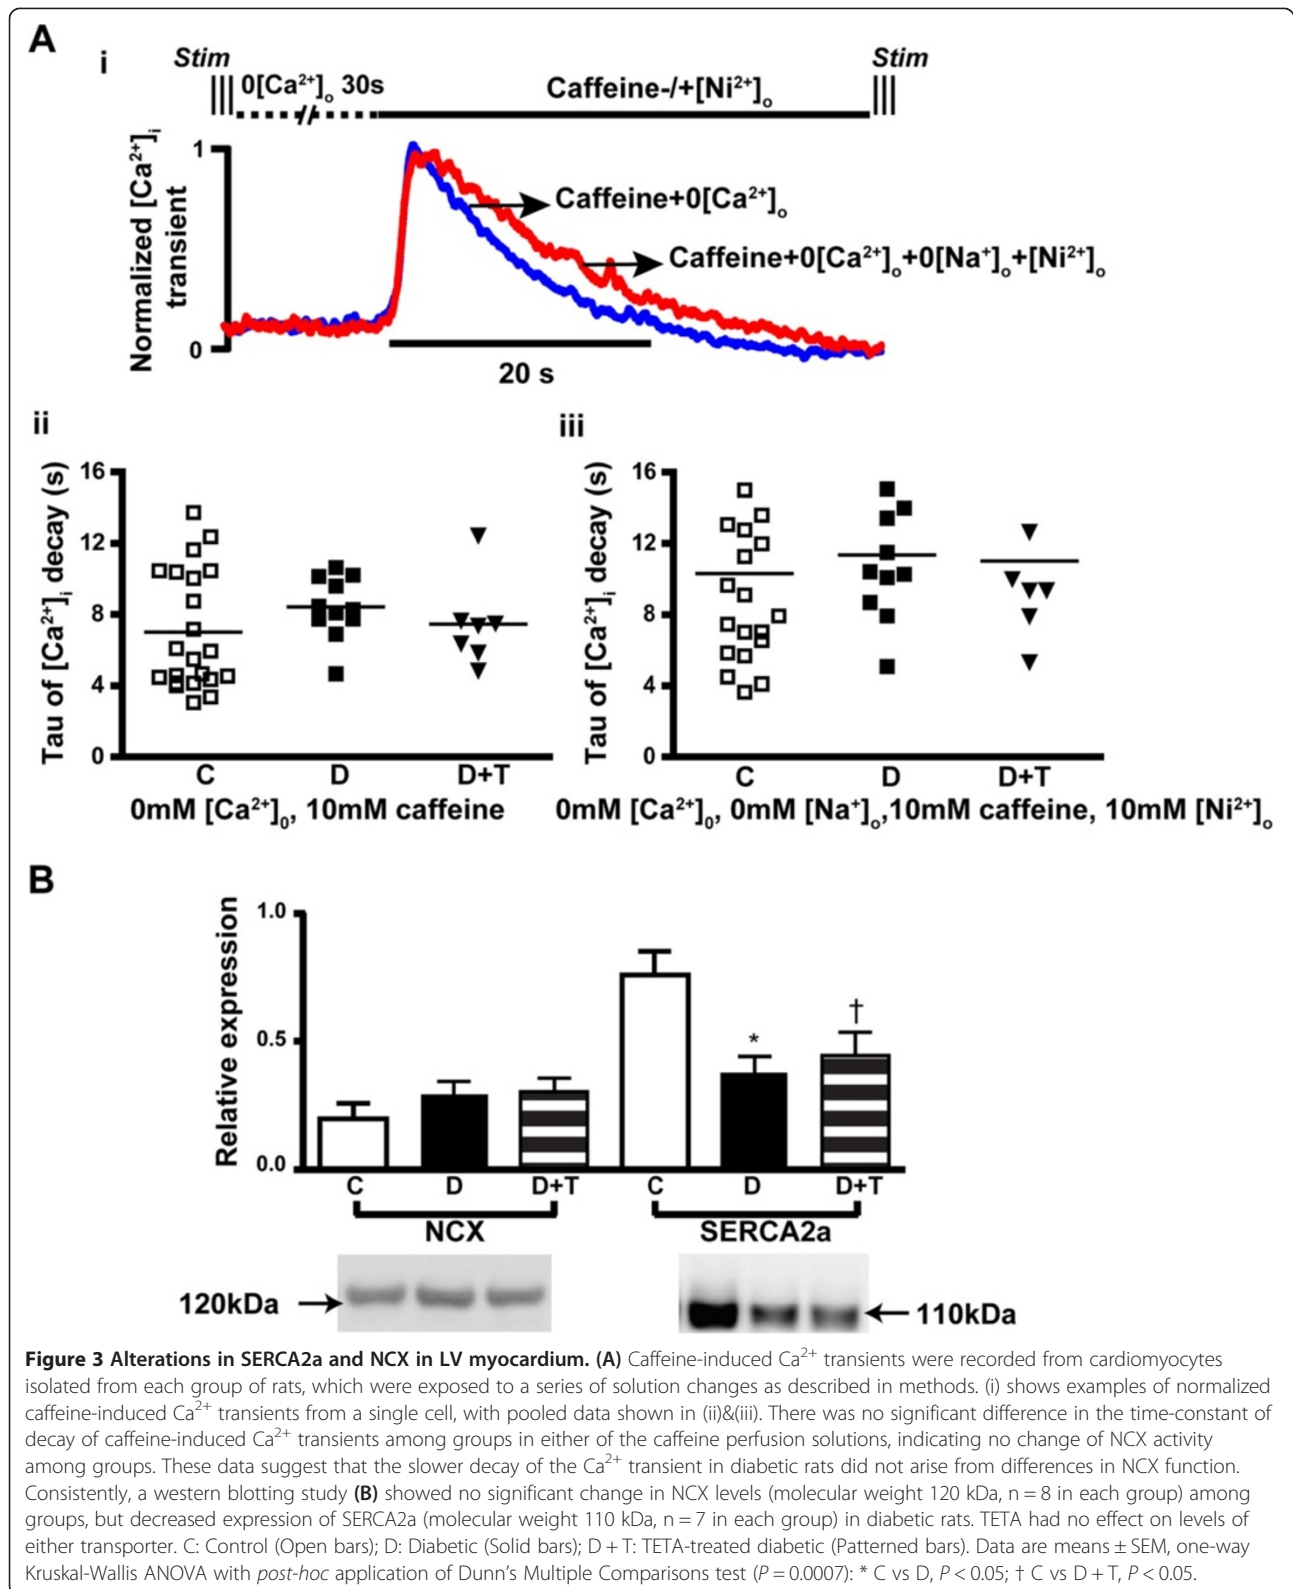 A
i
Stim
Stim
0[Ca²⁺]ₒ 30s
Caffeine-/+[Ni²⁺]ₒ
Normalized [Ca²⁺]ᵢ
transient
1
0
Caffeine+0[Ca²⁺]ₒ
Caffeine+0[Ca²⁺]ₒ+0[Na⁺]ₒ+[Ni²⁺]ₒ
20 s
ii
Tau of [Ca²⁺]ᵢ decay (s)
16
12
8
4
0
C D D+T
0mM [Ca²⁺]₀, 10mM caffeine
iii
Tau of [Ca²⁺]ᵢ decay (s)
16
12
8
4
0
C D D+T
0mM [Ca²⁺]₀, 0mM [Na⁺]ₒ,10mM caffeine, 10mM [Ni²⁺]ₒ
B
Relative expression
1.0
0.5
0.0
*
†
C D D+T C D D+T
NCX SERCA2a
120kDa
110kDa
Figure 3 Alterations in SERCA2a and NCX in LV myocardium. (A) Caffeine-induced Ca²⁺ transients were recorded from cardiomyocytes
isolated from each group of rats, which were exposed to a series of solution changes as described in methods. (i) shows examples of normalized
caffeine-induced Ca²⁺ transients from a single cell, with pooled data shown in (ii)&(iii). There was no significant difference in the time-constant of
decay of caffeine-induced Ca²⁺ transients among groups in either of the caffeine perfusion solutions, indicating no change of NCX activity
among groups. These data suggest that the slower decay of the Ca²⁺ transient in diabetic rats did not arise from differences in NCX function.
Consistently, a western blotting study (B) showed no significant change in NCX levels (molecular weight 120 kDa, n = 8 in each group) among
groups, but decreased expression of SERCA2a (molecular weight 110 kDa, n = 7 in each group) in diabetic rats. TETA had no effect on levels of
either transporter. C: Control (Open bars); D: Diabetic (Solid bars); D + T: TETA-treated diabetic (Patterned bars). Data are means ± SEM, one-way
Kruskal-Wallis ANOVA with post-hoc application of Dunn's Multiple Comparisons test (P = 0.0007): * C vs D, P < 0.05; † C vs D + T, P < 0.05.